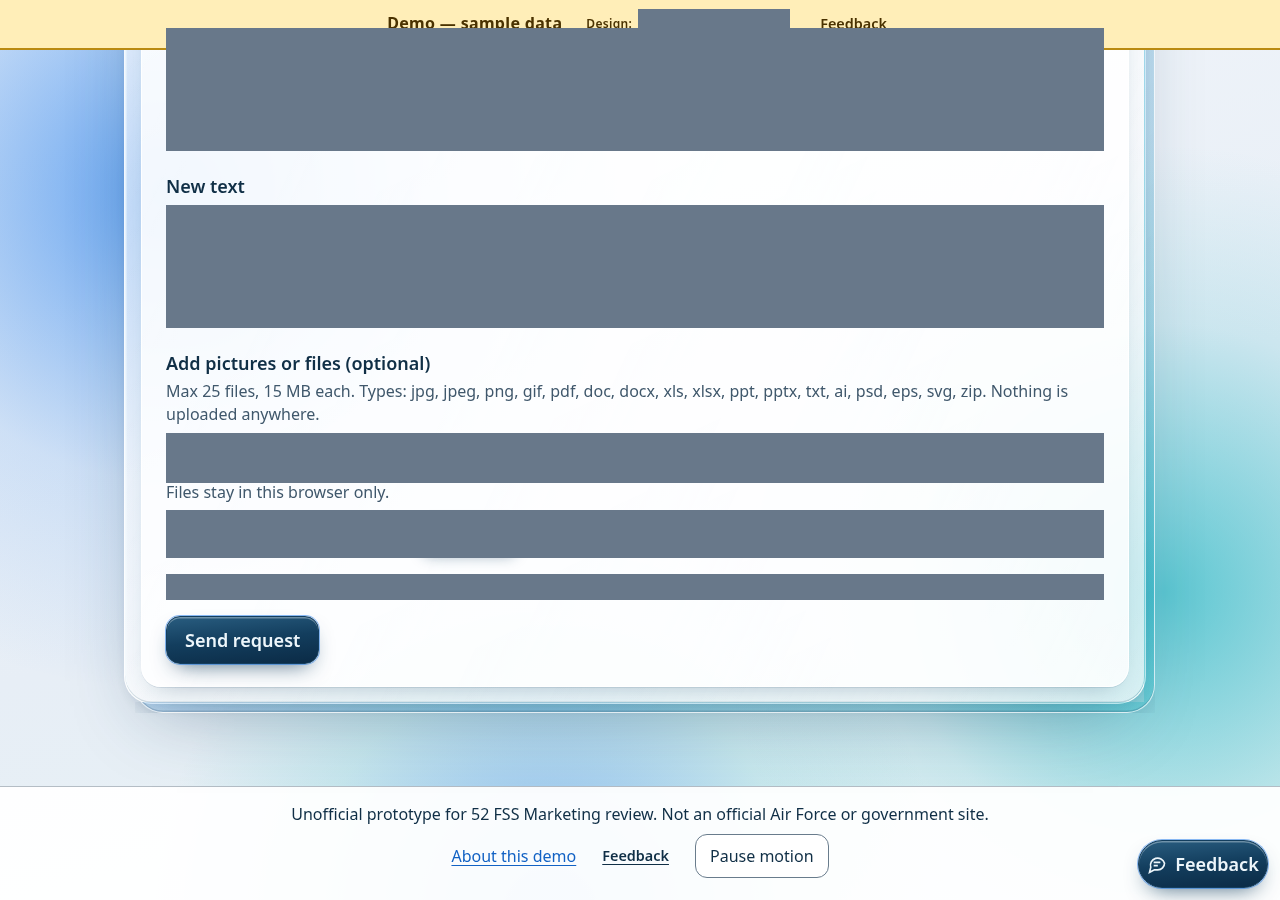 Demo — sample data
Design:
Feedback
New text
Add pictures or files (optional)
Max 25 files, 15 MB each. Types: jpg, jpeg, png, gif, pdf, doc, docx, xls, xlsx, ppt, pptx, txt, ai, psd, eps, svg, zip. Nothing is
uploaded anywhere.
Files stay in this browser only.
Send request
Unofficial prototype for 52 FSS Marketing review. Not an official Air Force or government site.
About this demo
Feedback
Pause motion
Feedback